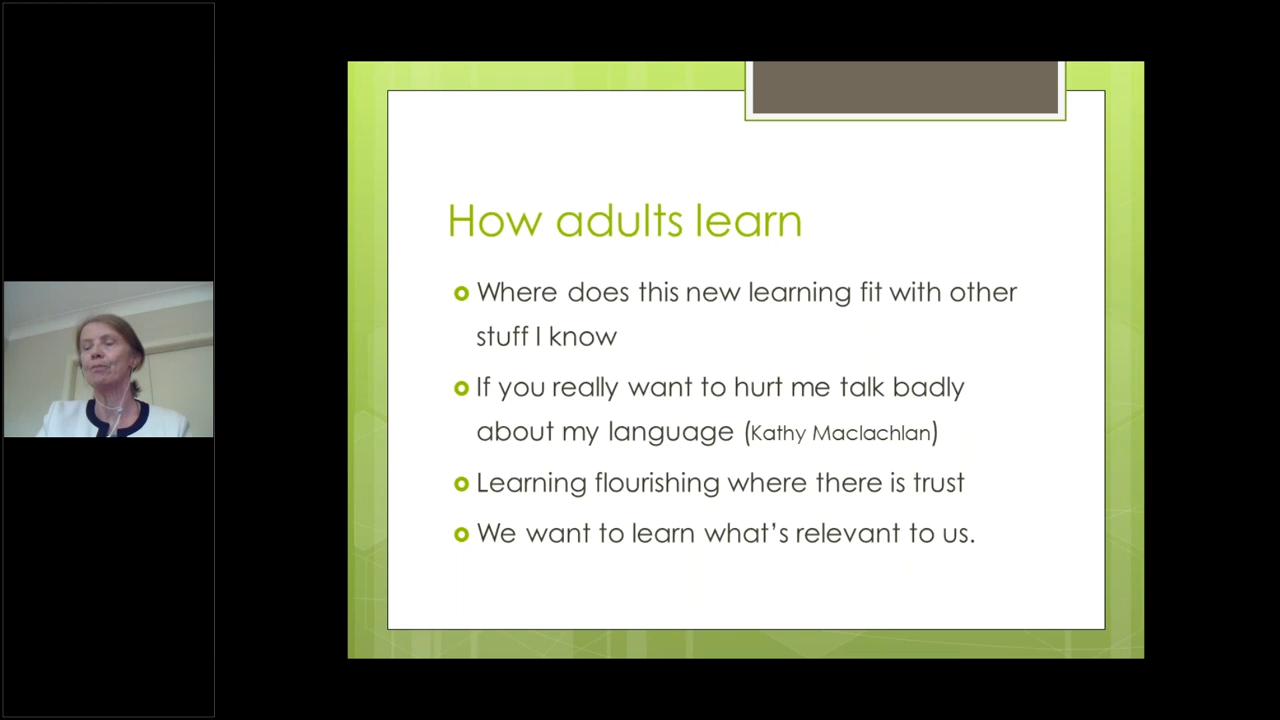 How adults learn
Where does this new learning fit with other
stuff I know
If you really want to hurt me talk badly
about my language (Kathy Maclachlan)
Learning flourishing where there is trust
We want to learn what's relevant to us.